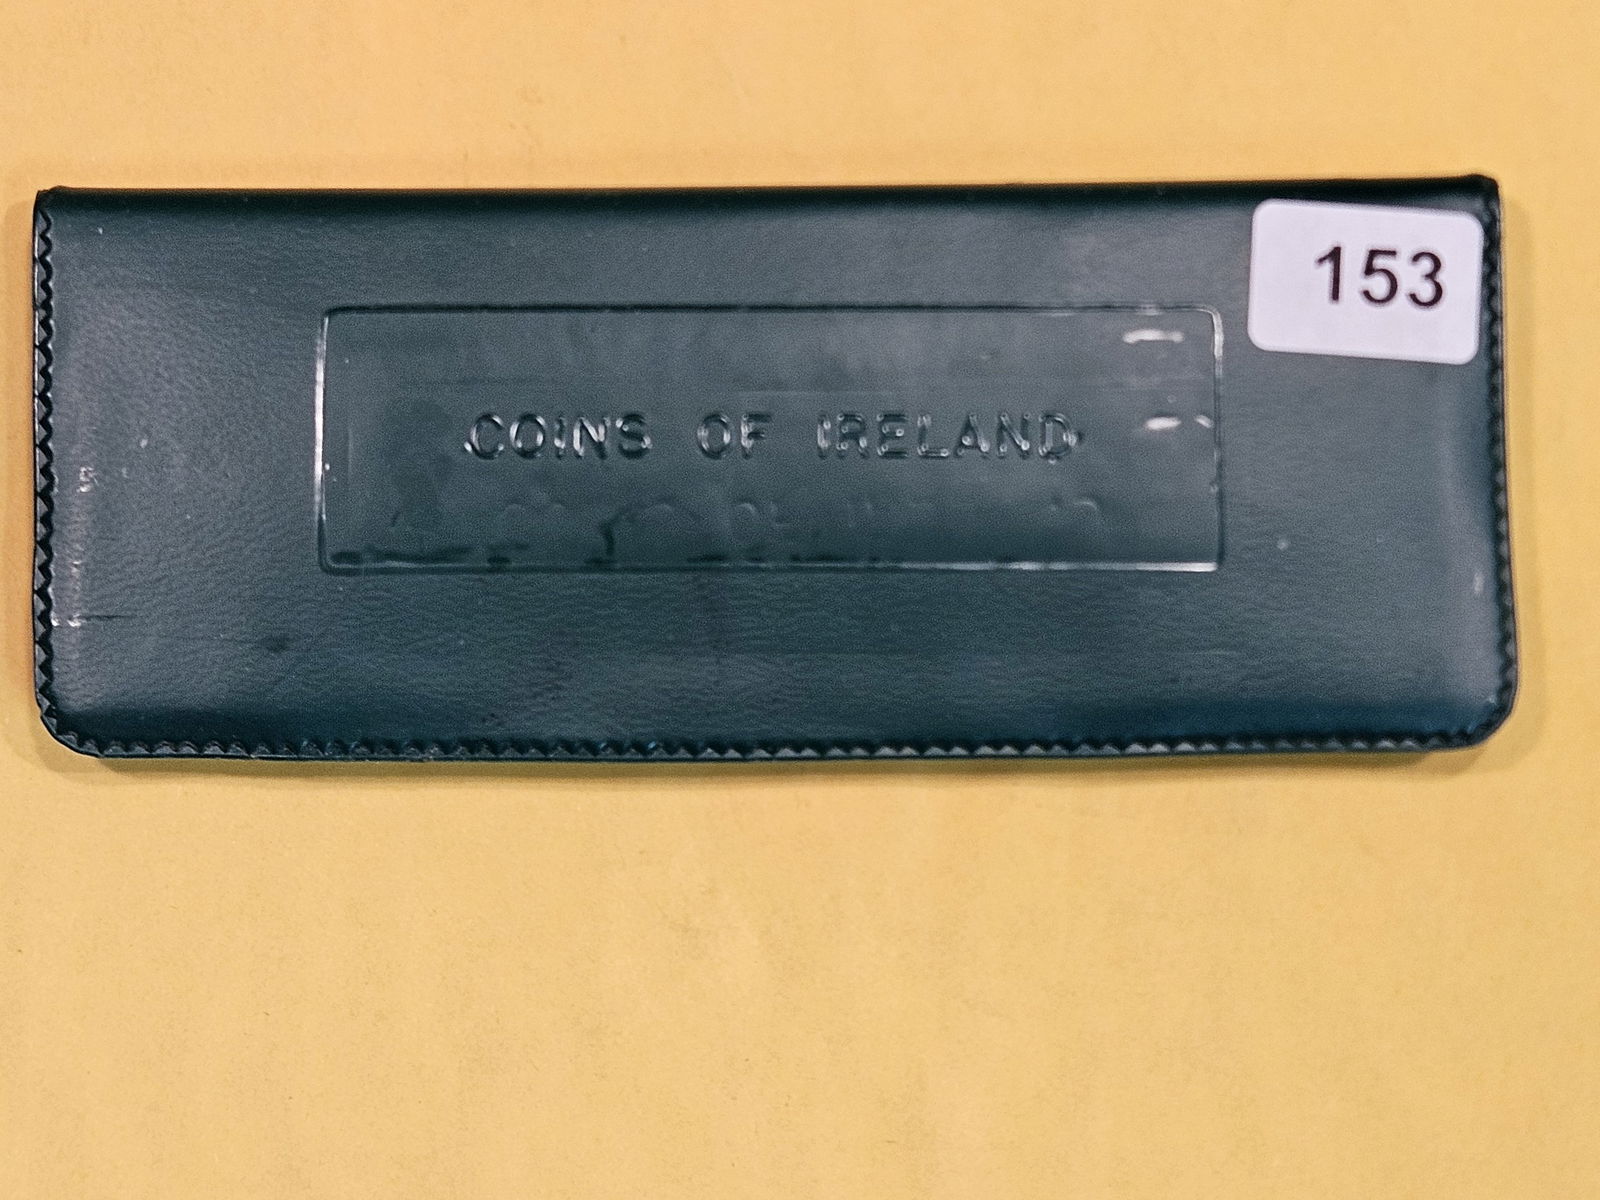 153
COINS OF IRELAND